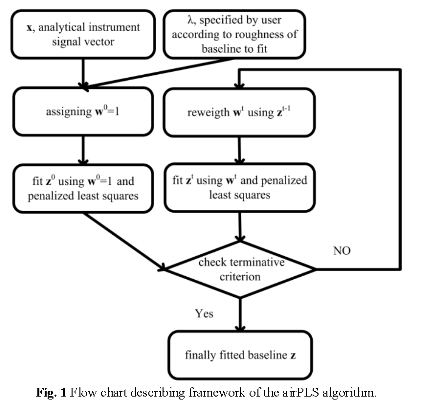 x, analytical instrument
signal vector
λ, specified by user
according to roughness of
baseline to fit
assigning w⁰=1
reweigth wᵗ using zᵗ⁻¹
fit z⁰ using w⁰=1 and
penalized least squares
fit zᵗ using wᵗ and penalized
least squares
check terminative
criterion
NO
Yes
finally fitted baseline z
Fig. 1 Flow chart describing framework of the airPLS algorithm.